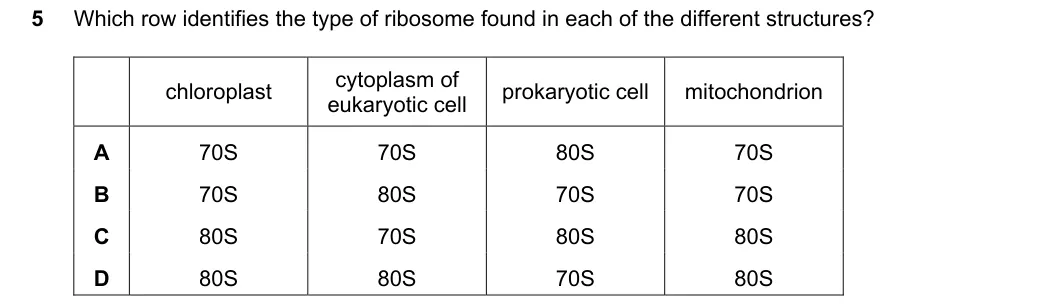 5 Which row identifies the type of ribosome found in each of the different structures?
chloroplast cytoplasm of eukaryotic cell prokaryotic cell mitochondrion
A 70S 70S 80S 70S
B 70S 80S 70S 70S
C 80S 70S 80S 80S
D 80S 80S 70S 80S